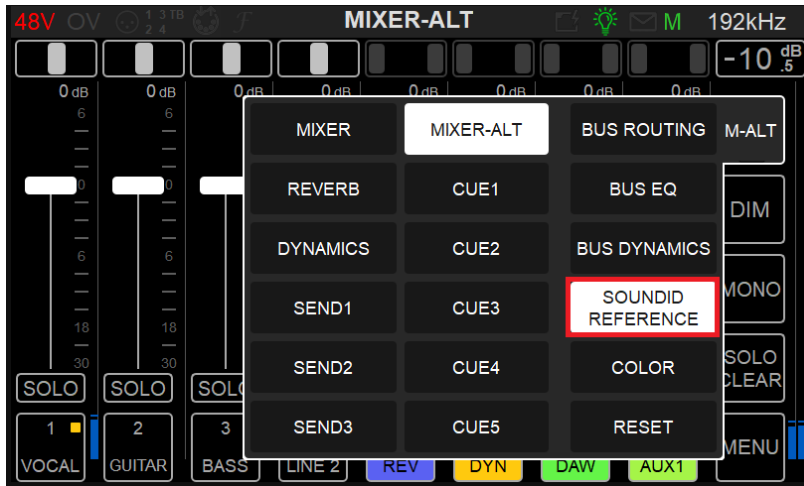 48V OV 1 3 TB 2 4 F MIXER-ALT M 192kHz
-10 dB .5
0 dB 0 dB 0 dB 0 dB 0 dB 0 dB 0 dB 0 dB
6 6
MIXER MIXER-ALT BUS ROUTING M-ALT
0 0
REVERB CUE1 BUS EQ
DIM
DYNAMICS CUE2 BUS DYNAMICS
6 6
SEND1 CUE3 SOUNDID MONO
REFERENCE
18 18
SEND2 CUE4 COLOR SOLO
CLEAR
30 30
SOLO SOLO SOLO
SEND3 CUE5 RESET
1 2 3
MENU
VOCAL GUITAR BASS LINE 2 REV DYN DAW AUX1